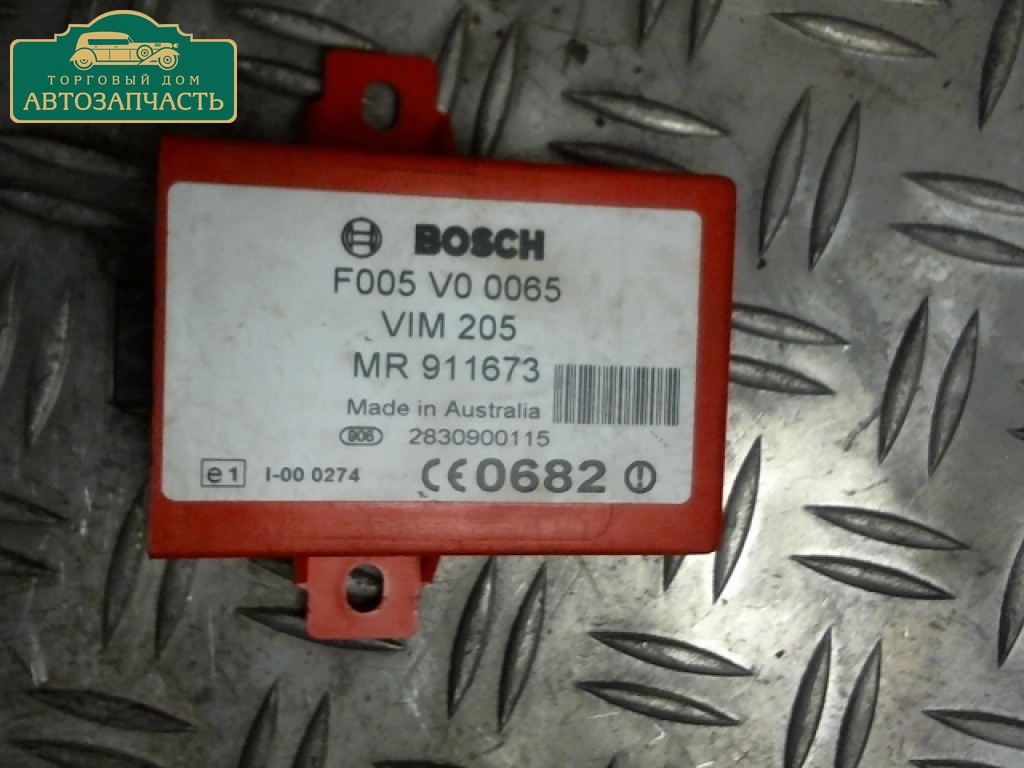 ТОРГОВЫЙ ДОМ
АВТОЗАПЧАСТЬ
BOSCH
F005 V0 0065
VIM 205
MR 911673
Made in Australia
906 2830900115
e1 I-00 0274 CE0682